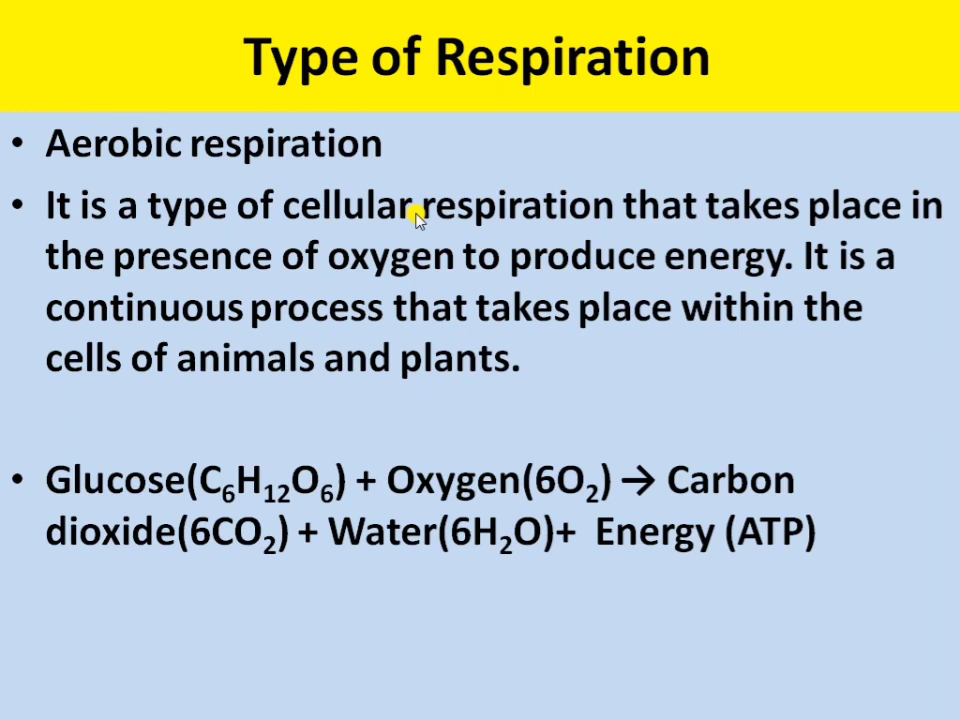 Type of Respiration
• Aerobic respiration
• It is a type of cellular respiration that takes place in
the presence of oxygen to produce energy. It is a
continuous process that takes place within the
cells of animals and plants.
• Glucose(C₆H₁₂O₆) + Oxygen(6O₂) → Carbon
dioxide(6CO₂) + Water(6H₂O)+ Energy (ATP)